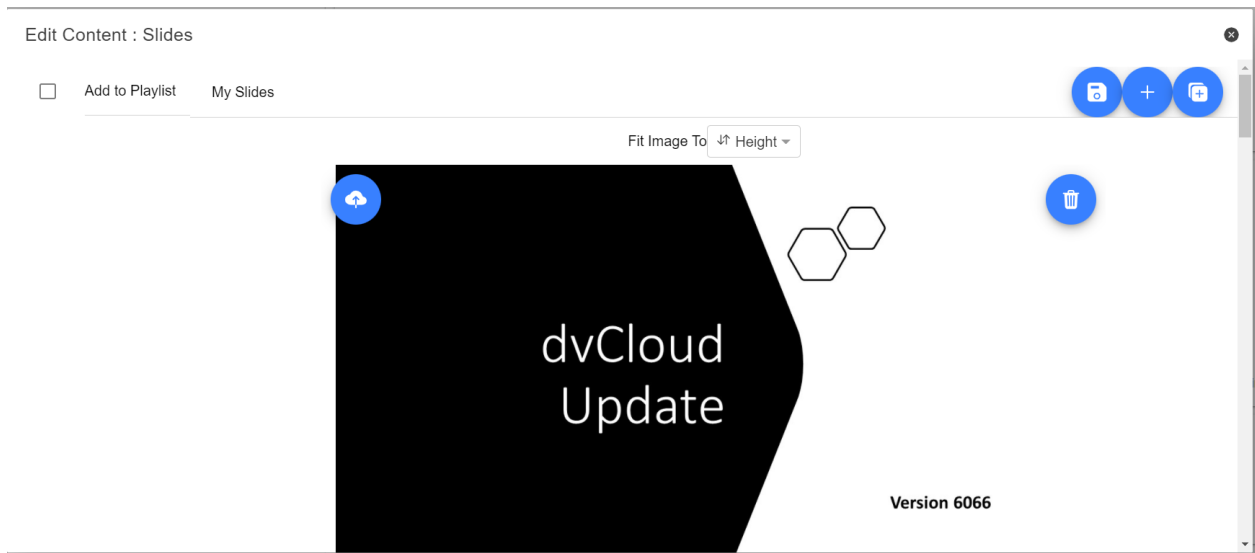 Edit Content : Slides
Add to Playlist
My Slides
Fit Image To
Height
dvCloud
Update
Version 6066